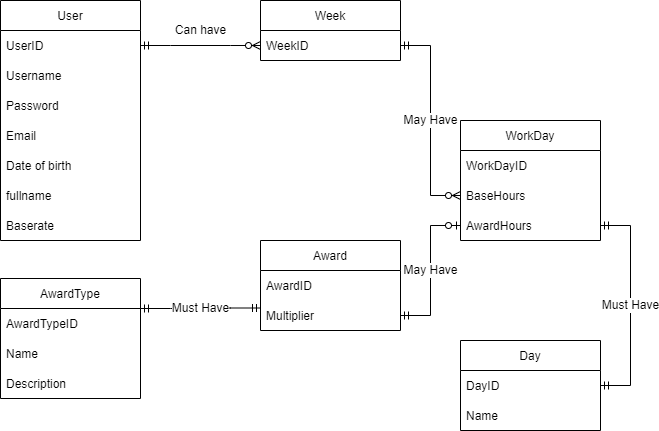 User
UserID
Username
Password
Email
Date of birth
fullname
Baserate
Can have
Week
WeekID
May Have
WorkDay
WorkDayID
BaseHours
AwardHours
May Have
Award
AwardID
Multiplier
AwardType
AwardTypeID
Name
Description
Must Have
Must Have
Day
DayID
Name